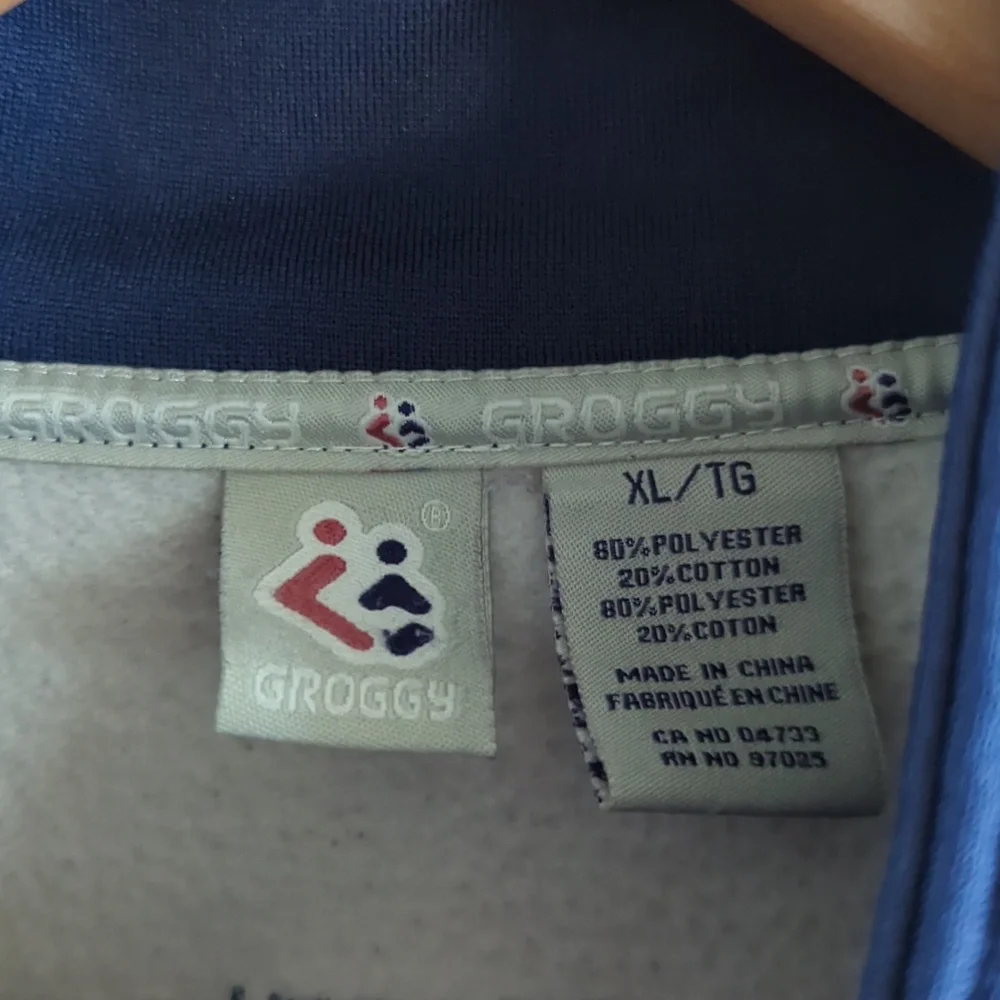 GROGGY GROGGY
®
GROGGY
XL/TG
80% POLYESTER
20% COTTON
80% POLYESTER
20% COTON
MADE IN CHINA
FABRIQUÉ EN CHINE
CA NO 04733
RN NO 97025